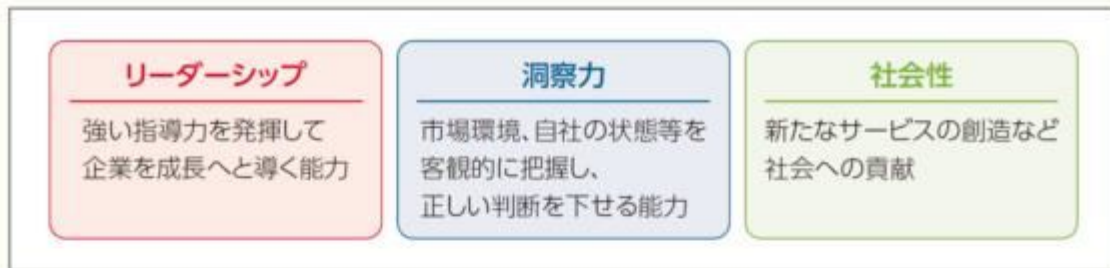 リーダーシップ
強い指導力を発揮して
企業を成長へと導く能力
洞察力
市場環境、自社の状態等を
客観的に把握し、
正しい判断を下せる能力
社会性
新たなサービスの創造など
社会への貢献